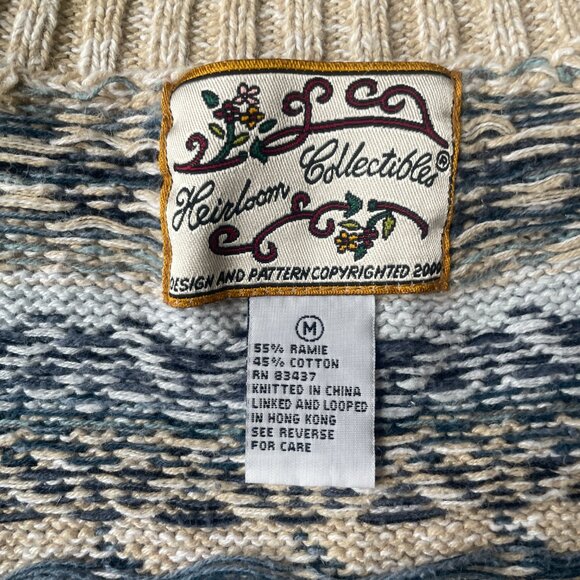 Heirloom Collectibles®
DESIGN AND PATTERN COPYRIGHTED 2000
M
55% RAMIE
45% COTTON
RN 83437
KNITTED IN CHINA
LINKED AND LOOPED
IN HONG KONG
SEE REVERSE
FOR CARE